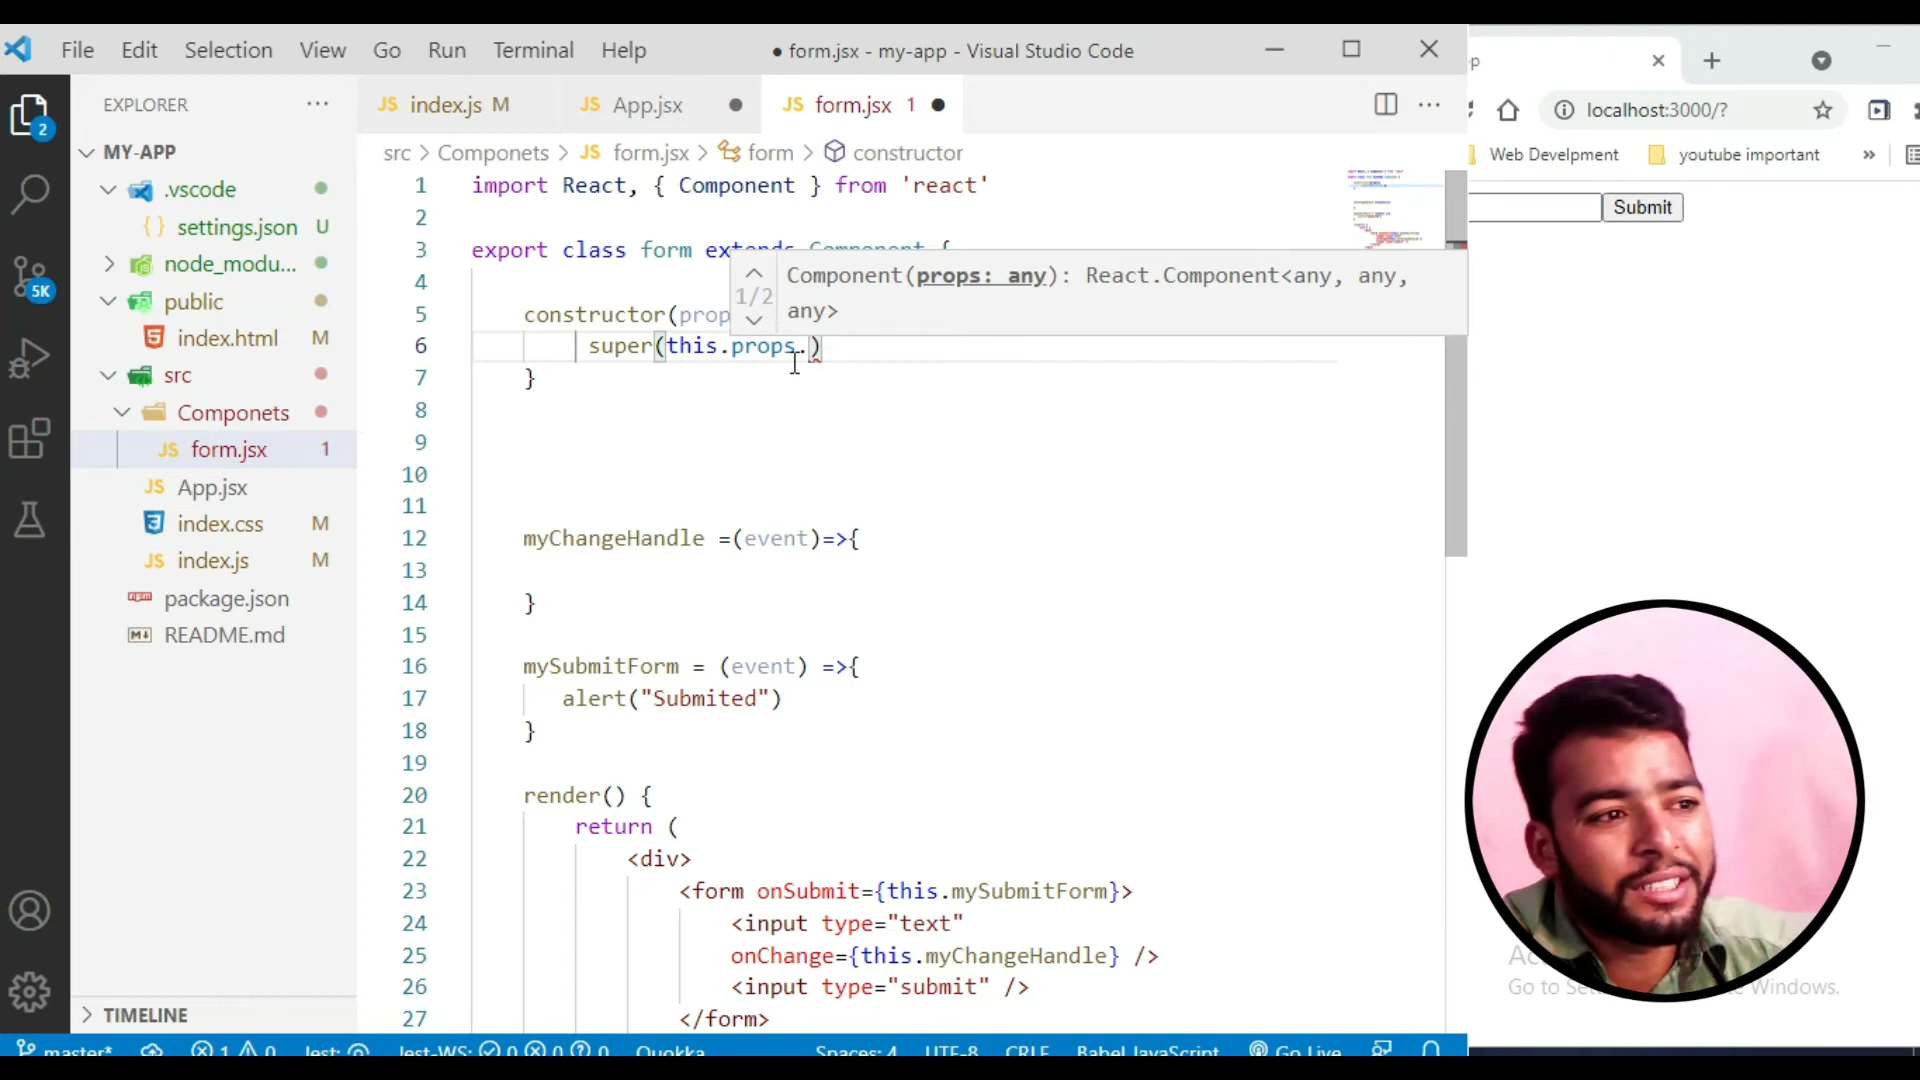 File Edit Selection View Go Run Terminal Help
● form.jsx - my-app - Visual Studio Code
EXPLORER
MY-APP
.vscode
settings.json U
node_modu...
public
index.html M
src
Componets
form.jsx 1
App.jsx
index.css M
index.js M
package.json
README.md
TIMELINE
2
5K
JS index.js M
JS App.jsx
JS form.jsx 1
src > Componets > JS form.jsx > form > constructor
1 import React, { Component } from 'react'
2
3 export class form extends Component {
4
Component(props: any): React.Component<any, any,
1/2 any>
5 constructor(prop
6 super(this.props.)
7 }
8
9
10
11
12 myChangeHandle =(event)=>{
13
14 }
15
16 mySubmitForm = (event) =>{
17 alert("Submited")
18 }
19
20 render() {
21 return (
22 <div>
23 <form onSubmit={this.mySubmitForm}>
24 <input type="text"
25 onChange={this.myChangeHandle} />
26 <input type="submit" />
27 </form>
master* 1 0 Jest: Jest-WS: 0 0 0 Quokka Spaces: 4 UTF-8 CRLF Babel JavaScript Go Live
localhost:3000/?
Web Develpment youtube important »
Submit
Go to Se Windows.